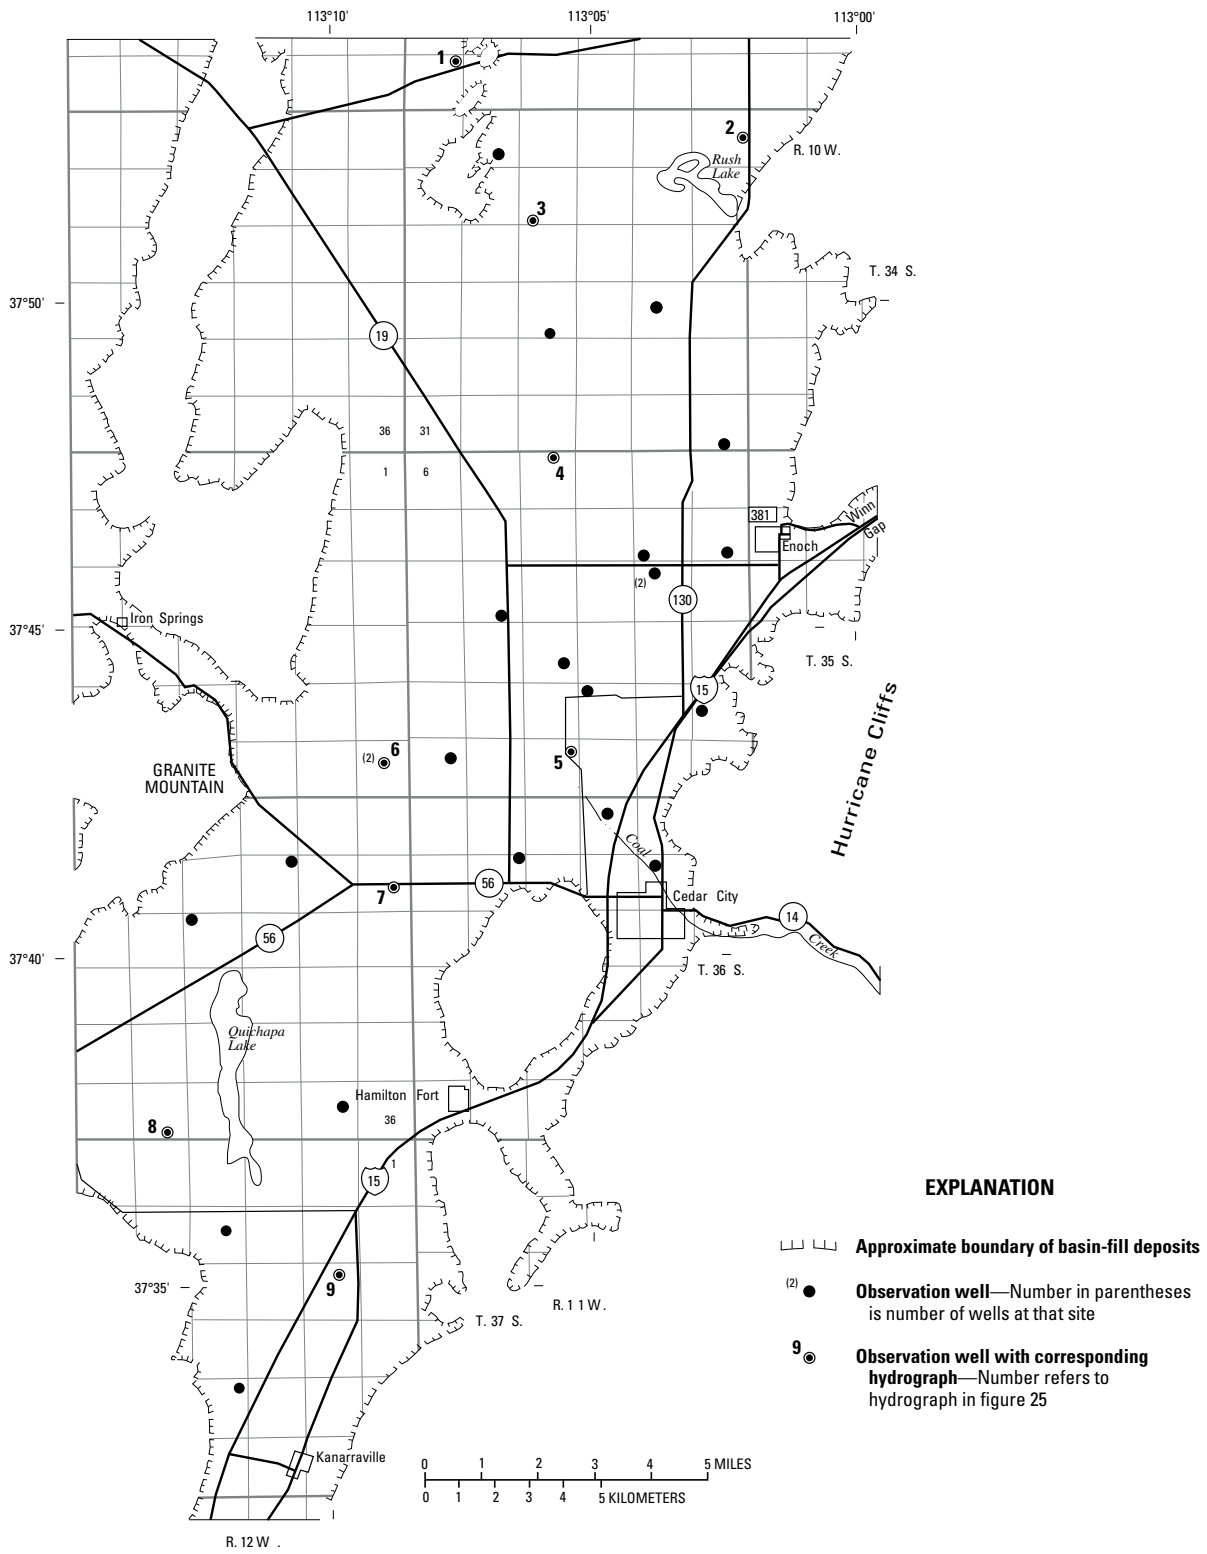 113°10'
113°05'
113°00'
1
2
R. 10 W.
Rush
Lake
3
T. 34 S.
37°50'
19
36 31
1 6
4
381
Winn
Gap
Enoch
(2)
130
Iron Springs
37°45'
T. 35 S.
15
Hurricane Cliffs
(2) 6
5
GRANITE
MOUNTAIN
Coal
7
56
Cedar City
14
Creek
56
37°40'
T. 36 S.
Quichapa
Lake
Hamilton Fort
36
8
1
15
EXPLANATION
Approximate boundary of basin-fill deposits
37°35'
9
R. 1 1 W.
T. 37 S.
(2) Observation well—Number in parentheses
is number of wells at that site
9 Observation well with corresponding
hydrograph—Number refers to
hydrograph in figure 25
Kanarraville
0 1 2 3 4 5 MILES
0 1 2 3 4 5 KILOMETERS
R. 12 W .